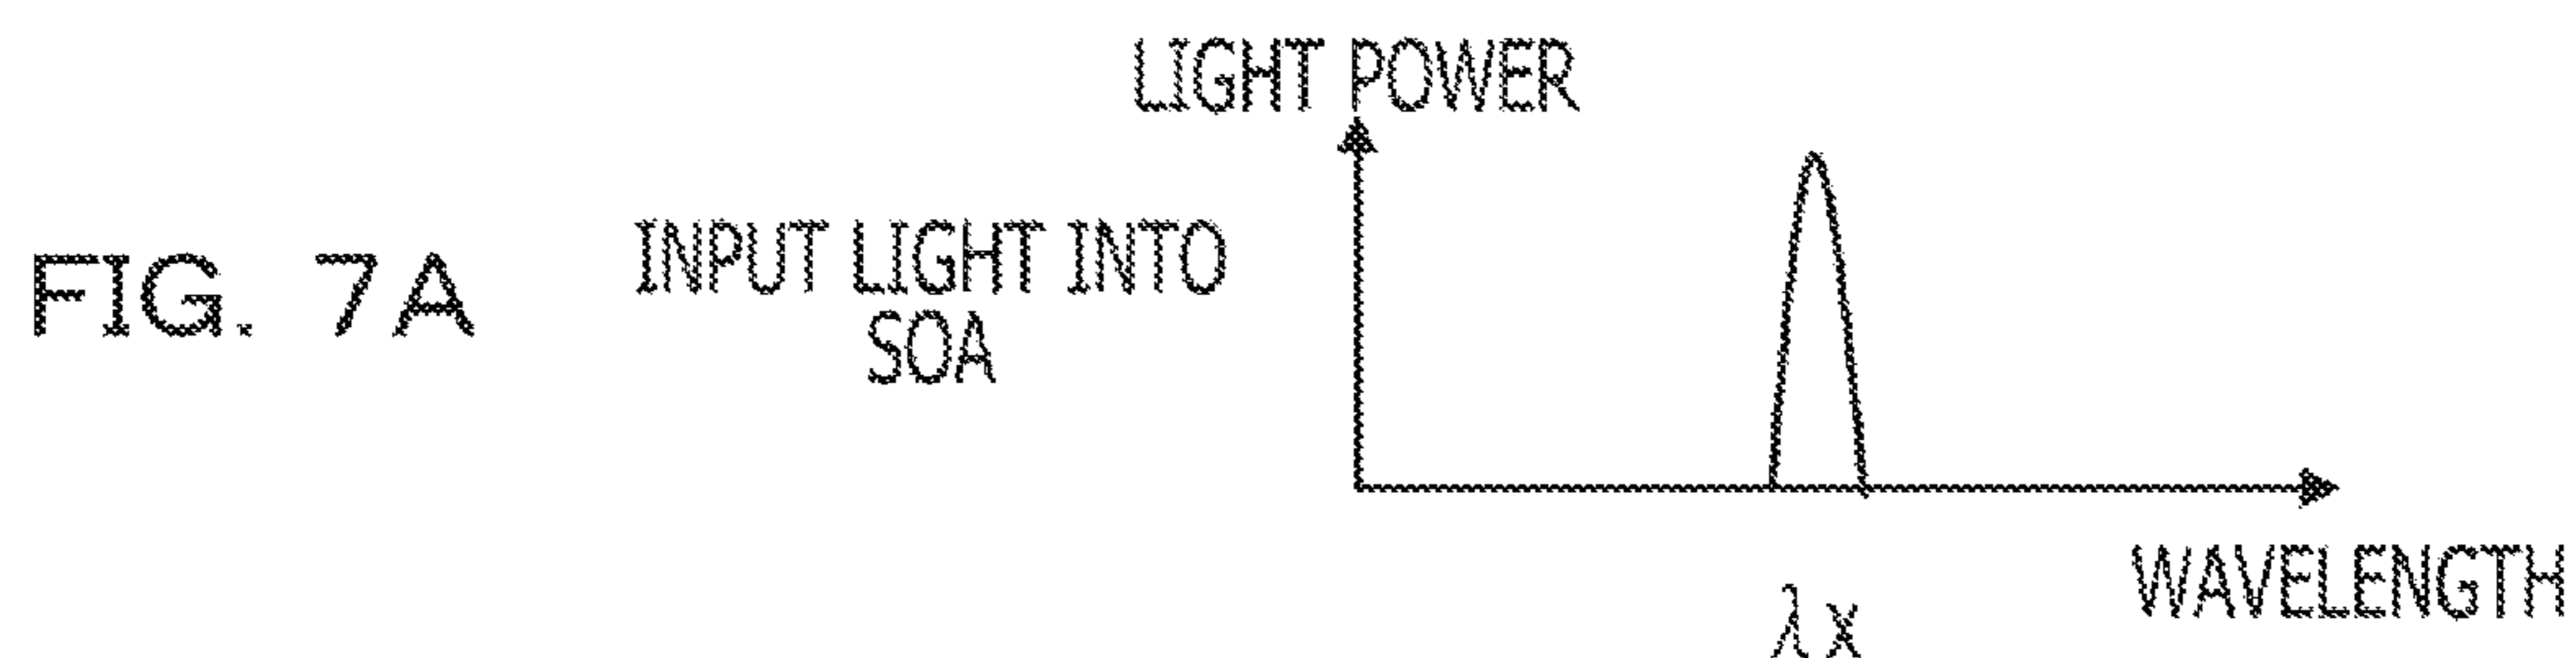 LIGHT POWER
FIG. 7A
INPUT LIGHT INTO
SOA
WAVELENGTH
λx